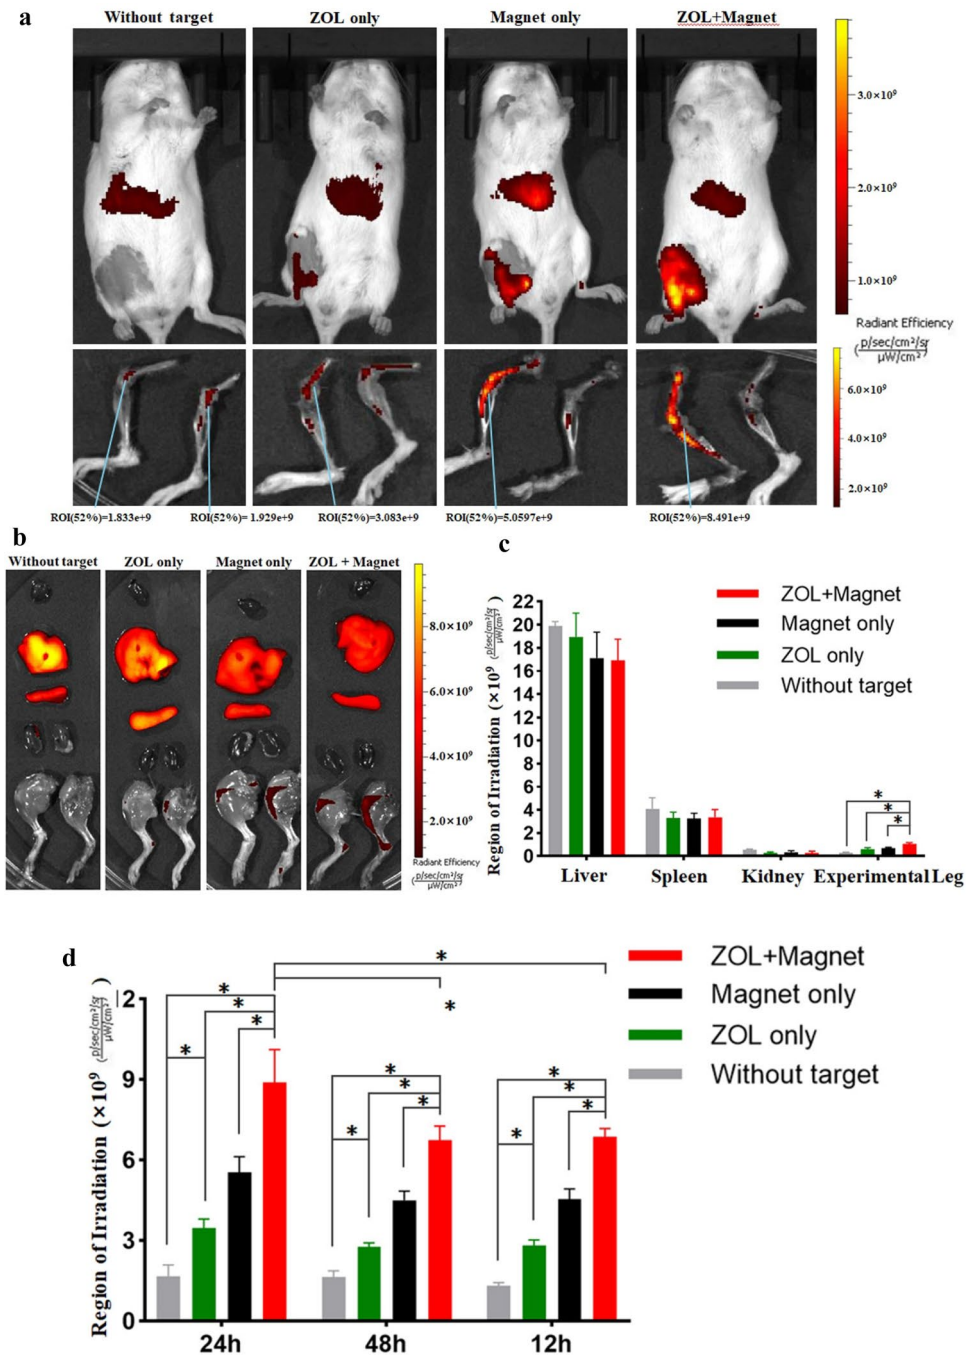 a
Without target
ZOL only
Magnet only
ZOL+Magnet
3.0×10⁹
2.0×10⁹
1.0×10⁹
Radiant Efficiency
(p/sec/cm²/sr
μW/cm²)
6.0×10⁹
4.0×10⁹
2.0×10⁹
ROI(52%)=1.833e+9
ROI(52%)= 1.929e+9
ROI(52%)=3.083e+9
ROI(52%)=5.0597e+9
ROI(52%)=8.491e+9
b
Without target
ZOL only
Magnet only
ZOL + Magnet
8.0×10⁹
6.0×10⁹
4.0×10⁹
2.0×10⁹
Radiant Efficiency
(p/sec/cm²/sr
μW/cm²)
c
Region of Irradiation (×10⁹ (p/sec/cm²/sr
μW/cm²)
22
20
18
16
14
12
10
8
6
4
2
0
ZOL+Magnet
Magnet only
ZOL only
Without target
* * *
Liver
Spleen
Kidney
Experimental Leg
d
Region of Irradiation (×10⁹ (p/sec/cm²/sr
μW/cm²)
12
9
6
3
0
ZOL+Magnet
Magnet only
ZOL only
Without target
* *
* * * *
* * * *
* * * *
24h
48h
12h